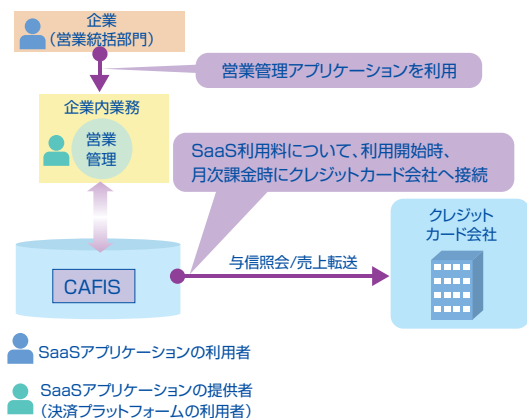 企業
(営業統括部門)
営業管理アプリケーションを利用
企業内業務
営業
管理
SaaS利用料について、利用開始時、
月次課金時にクレジットカード会社へ接続
クレジット
カード会社
与信照会/売上転送
CAFIS
SaaSアプリケーションの利用者
SaaSアプリケーションの提供者
(決済プラットフォームの利用者)